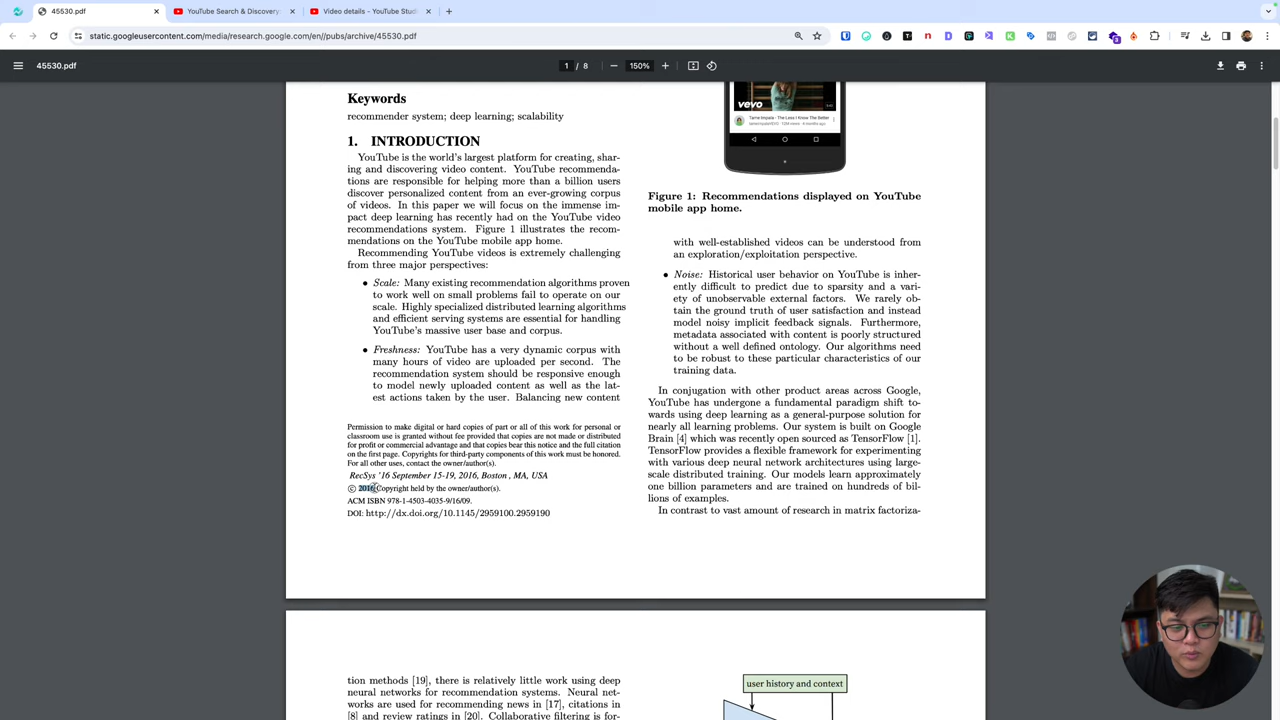 45530.pdf
YouTube Search & Discovery
Video details - YouTube Stud
static.googleusercontent.com/media/research.google.com/en//pubs/archive/45530.pdf
45530.pdf
1 / 8
150%
Keywords
recommender system; deep learning; scalability
1. INTRODUCTION
YouTube is the world's largest platform for creating, shar-
ing and discovering video content. YouTube recommenda-
tions are responsible for helping more than a billion users
discover personalized content from an ever-growing corpus
of videos. In this paper we will focus on the immense im-
pact deep learning has recently had on the YouTube video
recommendations system. Figure 1 illustrates the recom-
mendations on the YouTube mobile app home.
Recommending YouTube videos is extremely challenging
from three major perspectives:
• Scale: Many existing recommendation algorithms proven
to work well on small problems fail to operate on our
scale. Highly specialized distributed learning algorithms
and efficient serving systems are essential for handling
YouTube's massive user base and corpus.
• Freshness: YouTube has a very dynamic corpus with
many hours of video are uploaded per second. The
recommendation system should be responsive enough
to model newly uploaded content as well as the lat-
est actions taken by the user. Balancing new content
Permission to make digital or hard copies of part or all of this work for personal or
classroom use is granted without fee provided that copies are not made or distributed
for profit or commercial advantage and that copies bear this notice and the full citation
on the first page. Copyrights for third-party components of this work must be honored.
For all other uses, contact the owner/author(s).
RecSys '16 September 15-19, 2016, Boston , MA, USA
© 2016 Copyright held by the owner/author(s).
ACM ISBN 978-1-4503-4035-9/16/09.
DOI: http://dx.doi.org/10.1145/2959100.2959190
vevo
Tame Impala - The Less I Know The Better
Figure 1: Recommendations displayed on YouTube
mobile app home.
with well-established videos can be understood from
an exploration/exploitation perspective.
• Noise: Historical user behavior on YouTube is inher-
ently difficult to predict due to sparsity and a vari-
ety of unobservable external factors. We rarely ob-
tain the ground truth of user satisfaction and instead
model noisy implicit feedback signals. Furthermore,
metadata associated with content is poorly structured
without a well defined ontology. Our algorithms need
to be robust to these particular characteristics of our
training data.
In conjugation with other product areas across Google,
YouTube has undergone a fundamental paradigm shift to-
wards using deep learning as a general-purpose solution for
nearly all learning problems. Our system is built on Google
Brain [4] which was recently open sourced as TensorFlow [1].
TensorFlow provides a flexible framework for experimenting
with various deep neural network architectures using large-
scale distributed training. Our models learn approximately
one billion parameters and are trained on hundreds of bil-
lions of examples.
In contrast to vast amount of research in matrix factoriza-
tion methods [19], there is relatively little work using deep
neural networks for recommendation systems. Neural net-
works are used for recommending news in [17], citations in
[8] and review ratings in [20]. Collaborative filtering is for-
user history and context